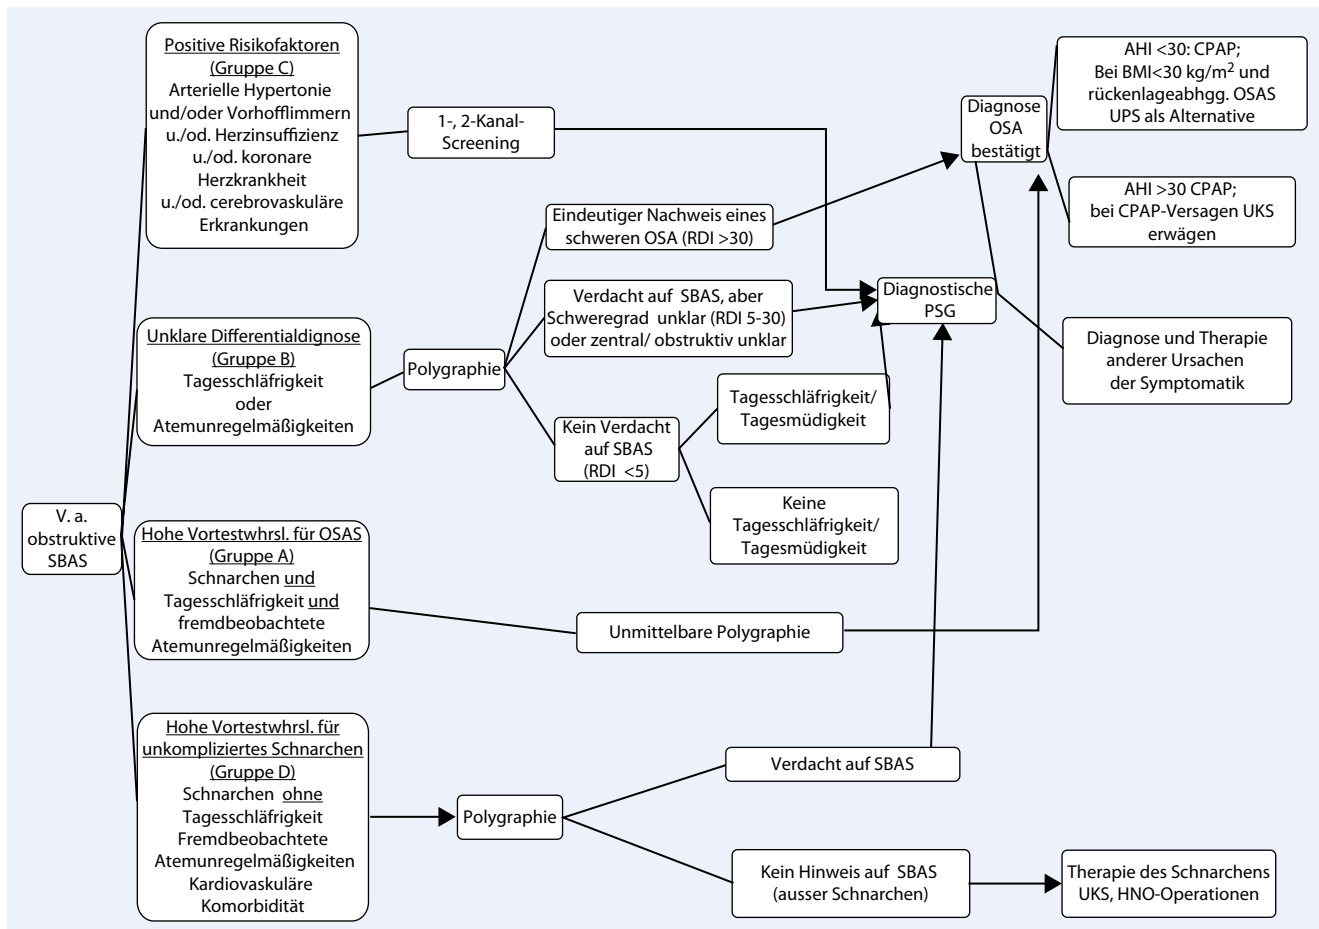 Positive Risikofaktoren
(Gruppe C)
Arterielle Hypertonie
und/oder Vorhofflimmern
u./od. Herzinsuffizienz
u./od. koronare
Herzkrankheit
u./od. cerebrovaskuläre
Erkrankungen
1-, 2-Kanal-
Screening
Diagnose
OSA
bestätigt
AHI <30: CPAP;
Bei BMI<30 kg/m² und
rückenlageabhgg. OSAS
UPS als Alternative
AHI >30 CPAP;
bei CPAP-Versagen UKS
erwägen
Eindeutiger Nachweis eines
schweren OSA (RDI >30)
Verdacht auf SBAS, aber
Schweregrad unklar (RDI 5-30)
oder zentral/ obstruktiv unklar
Diagnostische
PSG
Diagnose und Therapie
anderer Ursachen
der Symptomatik
Unklare Differentialdignose
(Gruppe B)
Tagesschläfrigkeit
oder
Atemunregelmäßigkeiten
Polygraphie
Kein Verdacht
auf SBAS
(RDI <5)
Tagesschläfrigkeit/
Tagesmüdigkeit
Keine
Tagesschläfrigkeit/
Tagesmüdigkeit
V. a.
obstruktive
SBAS
Hohe Vortestwhrsl. für OSAS
(Gruppe A)
Schnarchen und
Tagesschläfrigkeit und
fremdbeobachtete
Atemunregelmäßigkeiten
Unmittelbare Polygraphie
Hohe Vortestwhrsl. für
unkompliziertes Schnarchen
(Gruppe D)
Schnarchen ohne
Tagesschläfrigkeit
Fremdbeobachtete
Atemunregelmäßigkeiten
Kardiovaskuläre
Komorbidität
Polygraphie
Verdacht auf SBAS
Kein Hinweis auf SBAS
(ausser Schnarchen)
Therapie des Schnarchens
UKS, HNO-Operationen